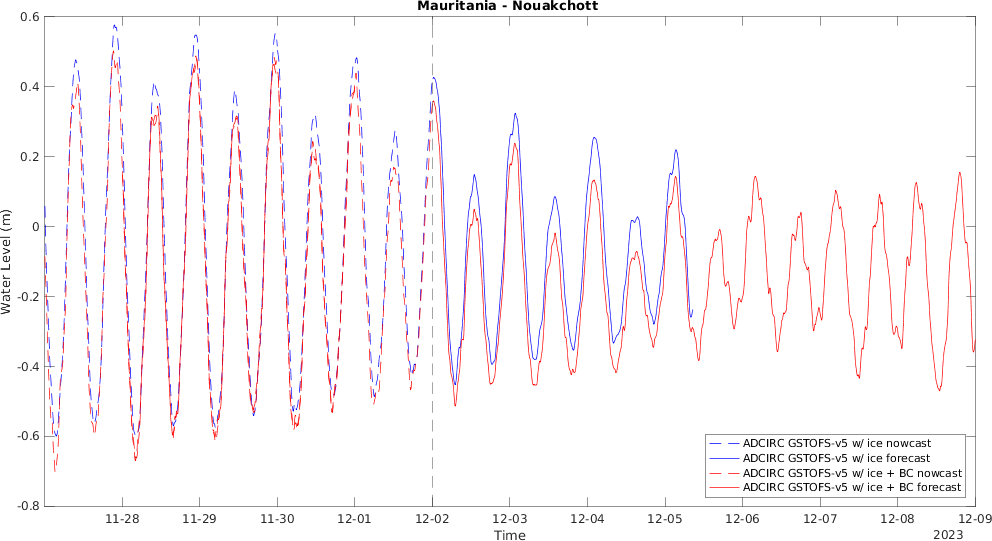 Mauritania - Nouakchott
0.6
0.4
0.2
0
-0.2
-0.4
-0.6
-0.8
Water Level (m)
ADCIRC GSTOFS-v5 w/ ice nowcast
ADCIRC GSTOFS-v5 w/ ice forecast
ADCIRC GSTOFS-v5 w/ ice + BC nowcast
ADCIRC GSTOFS-v5 w/ ice + BC forecast
11-28 11-29 11-30 12-01 12-02 12-03 12-04 12-05 12-06 12-07 12-08 12-09
Time
2023